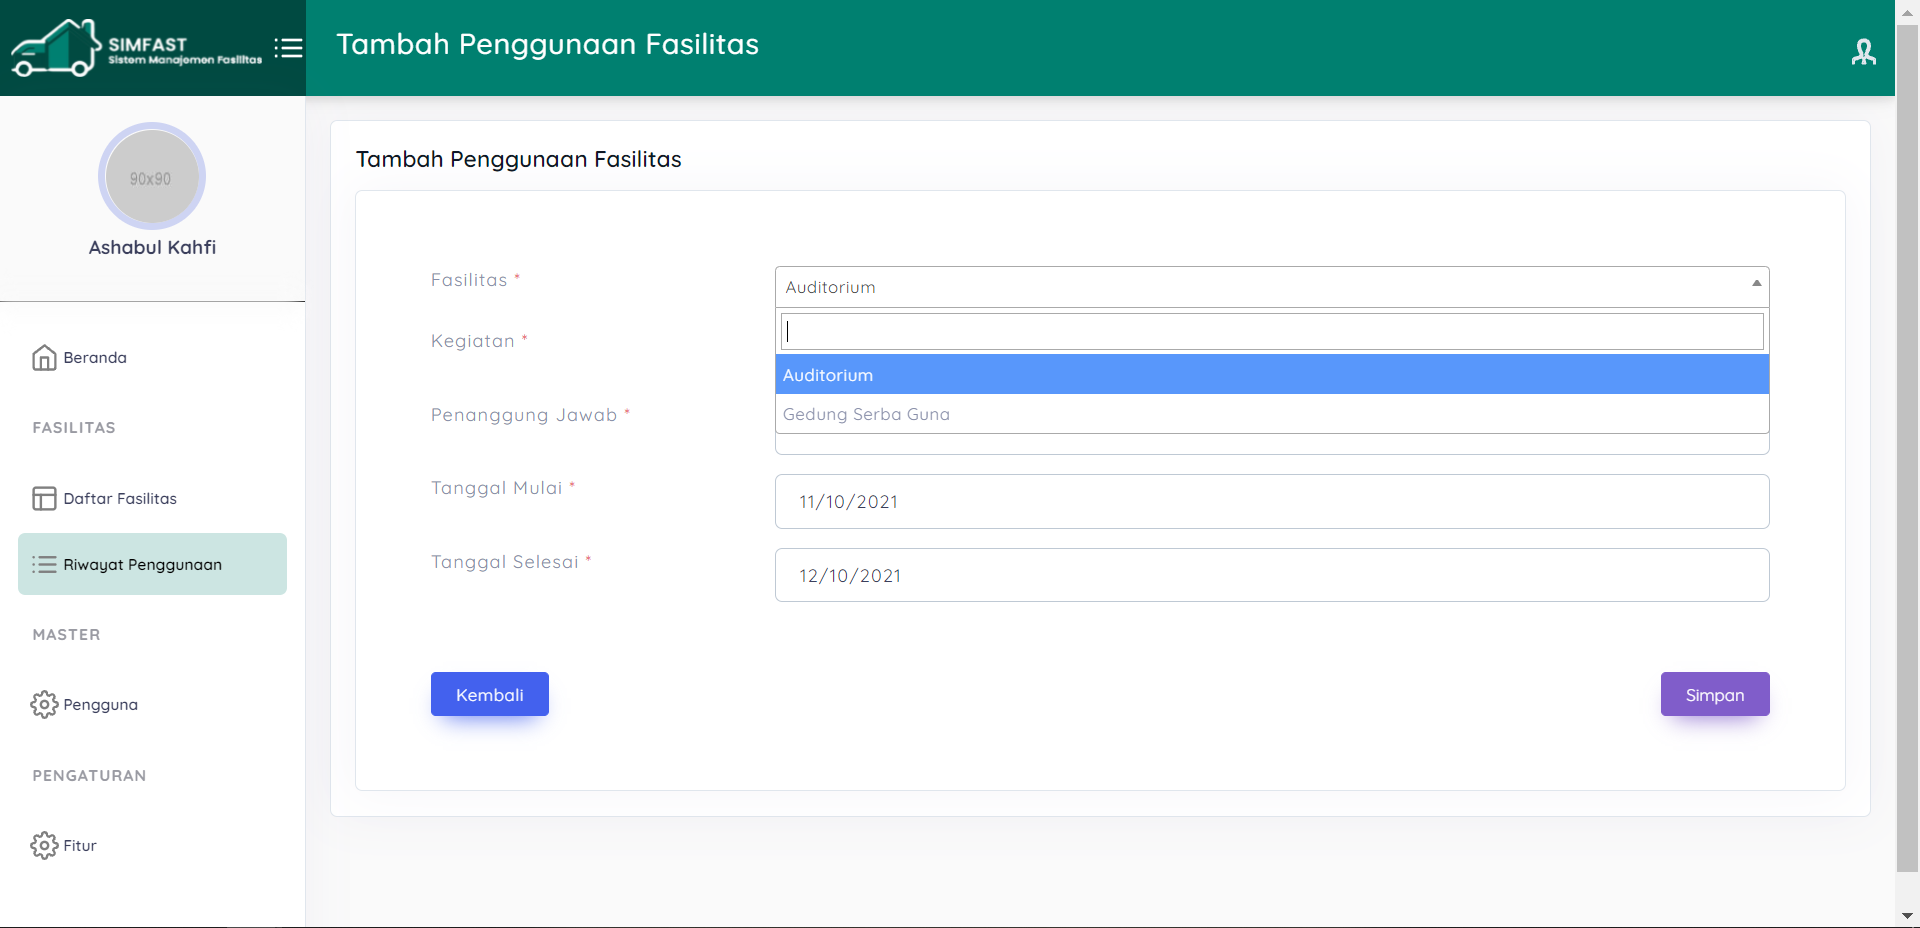 SIMFAST
Sistem Manajemen Fasilitas
Tambah Penggunaan Fasilitas
90x90
Ashabul Kahfi
Beranda
FASILITAS
Daftar Fasilitas
Riwayat Penggunaan
MASTER
Pengguna
PENGATURAN
Fitur
Tambah Penggunaan Fasilitas
Fasilitas *
Auditorium
Kegiatan *
Auditorium
Penanggung Jawab *
Gedung Serba Guna
Tanggal Mulai *
11/10/2021
Tanggal Selesai *
12/10/2021
Kembali
Simpan